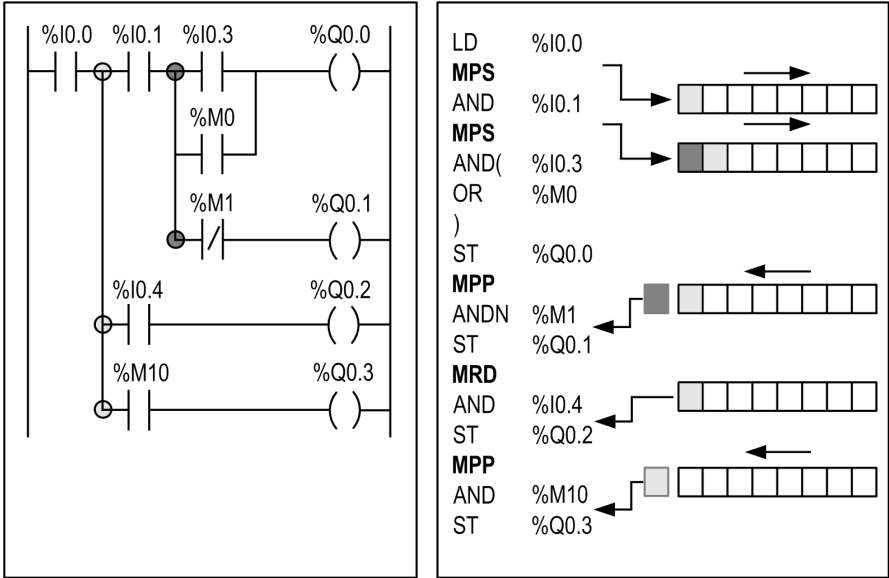 %I0.0 %I0.1 %I0.3 %Q0.0
%M0
%M1 %Q0.1
%I0.4 %Q0.2
%M10 %Q0.3
LD %I0.0
MPS
AND %I0.1
MPS
AND( %I0.3
OR %M0
)
ST %Q0.0
MPP
ANDN %M1
ST %Q0.1
MRD
AND %I0.4
ST %Q0.2
MPP
AND %M10
ST %Q0.3